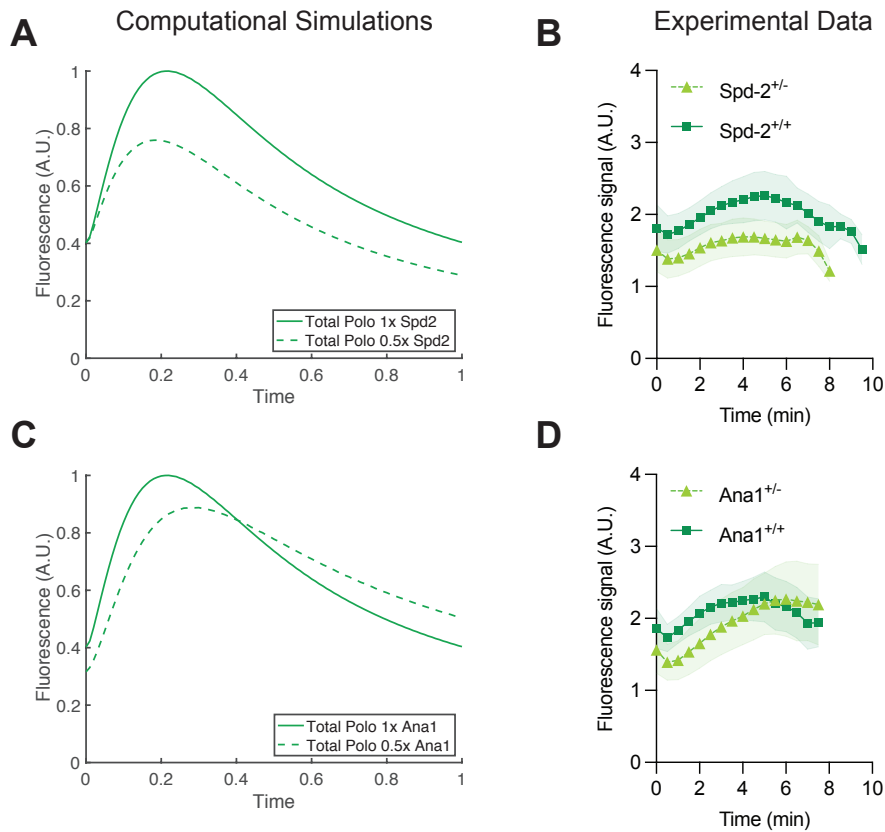 Computational Simulations
Experimental Data
A
1
0.8
0.6
0.4
0.2
0
Fluorescence (A.U.)
0
0.2
0.4
0.6
0.8
1
Time
Total Polo 1x Spd2
Total Polo 0.5x Spd2
B
4
3
2
1
0
Fluorescence signal (A.U.)
0
2
4
6
8
10
Time (min)
Spd-2+/-
Spd-2+/+
C
1
0.8
0.6
0.4
0.2
0
Fluorescence (A.U.)
0
0.2
0.4
0.6
0.8
1
Time
Total Polo 1x Ana1
Total Polo 0.5x Ana1
D
4
3
2
1
0
Fluorescence signal (A.U.)
0
2
4
6
8
10
Time (min)
Ana1+/-
Ana1+/+